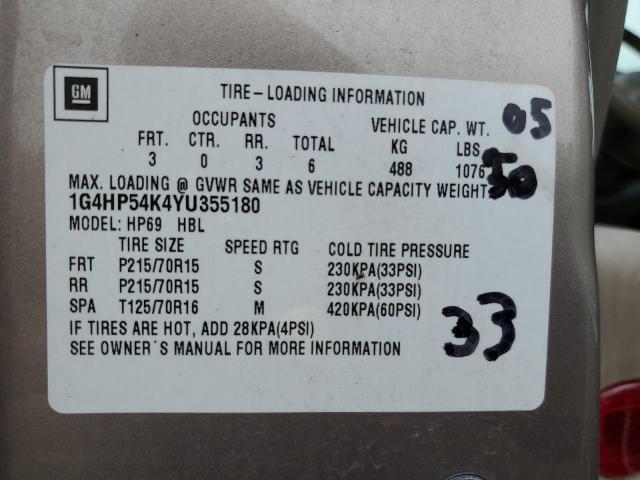 GM
TIRE-LOADING INFORMATION
OCCUPANTS VEHICLE CAP. WT.
FRT. CTR. RR. TOTAL KG LBS
3 0 3 6 488 1076
05
50
MAX. LOADING @ GVWR SAME AS VEHICLE CAPACITY WEIGHT
1G4HP54K4YU355180
MODEL: HP69 HBL
TIRE SIZE SPEED RTG COLD TIRE PRESSURE
FRT P215/70R15 S 230KPA(33PSI)
RR P215/70R15 S 230KPA(33PSI)
SPA T125/70R16 M 420KPA(60PSI)
IF TIRES ARE HOT, ADD 28KPA(4PSI)
SEE OWNER'S MANUAL FOR MORE INFORMATION
33